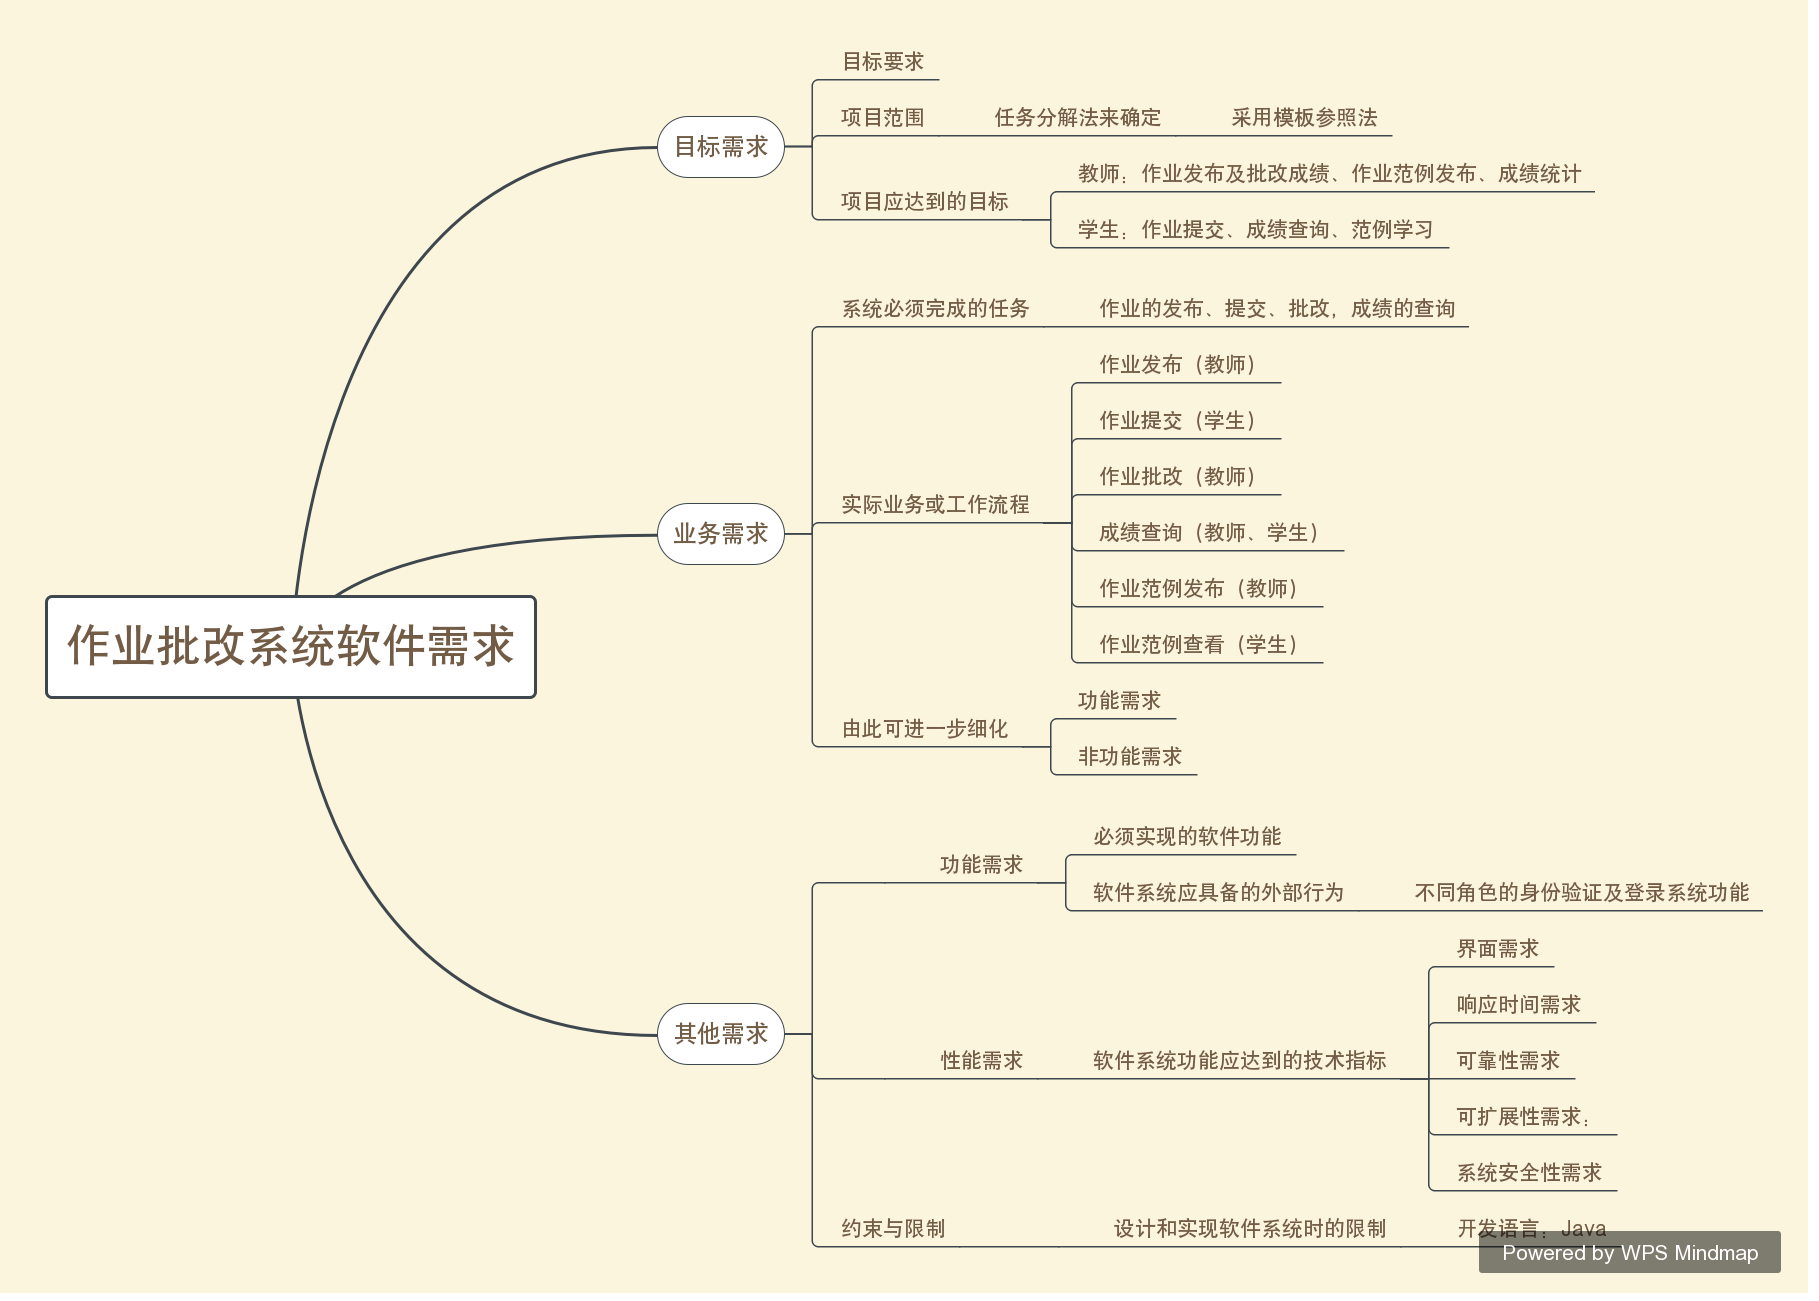 目标要求
项目范围
任务分解法来确定
采用模板参照法
目标需求
教师：作业发布及批改成绩、作业范例发布、成绩统计
项目应达到的目标
学生：作业提交、成绩查询、范例学习
系统必须完成的任务
作业的发布、提交、批改，成绩的查询
作业发布（教师）
作业提交（学生）
作业批改（教师）
实际业务或工作流程
业务需求
成绩查询（教师、学生）
作业范例发布（教师）
作业批改系统软件需求
作业范例查看（学生）
功能需求
由此可进一步细化
非功能需求
必须实现的软件功能
功能需求
软件系统应具备的外部行为
不同角色的身份验证及登录系统功能
界面需求
响应时间需求
其他需求
性能需求
软件系统功能应达到的技术指标
可靠性需求
可扩展性需求：
系统安全性需求
约束与限制
设计和实现软件系统时的限制
开发语言：Java
Powered by WPS Mindmap